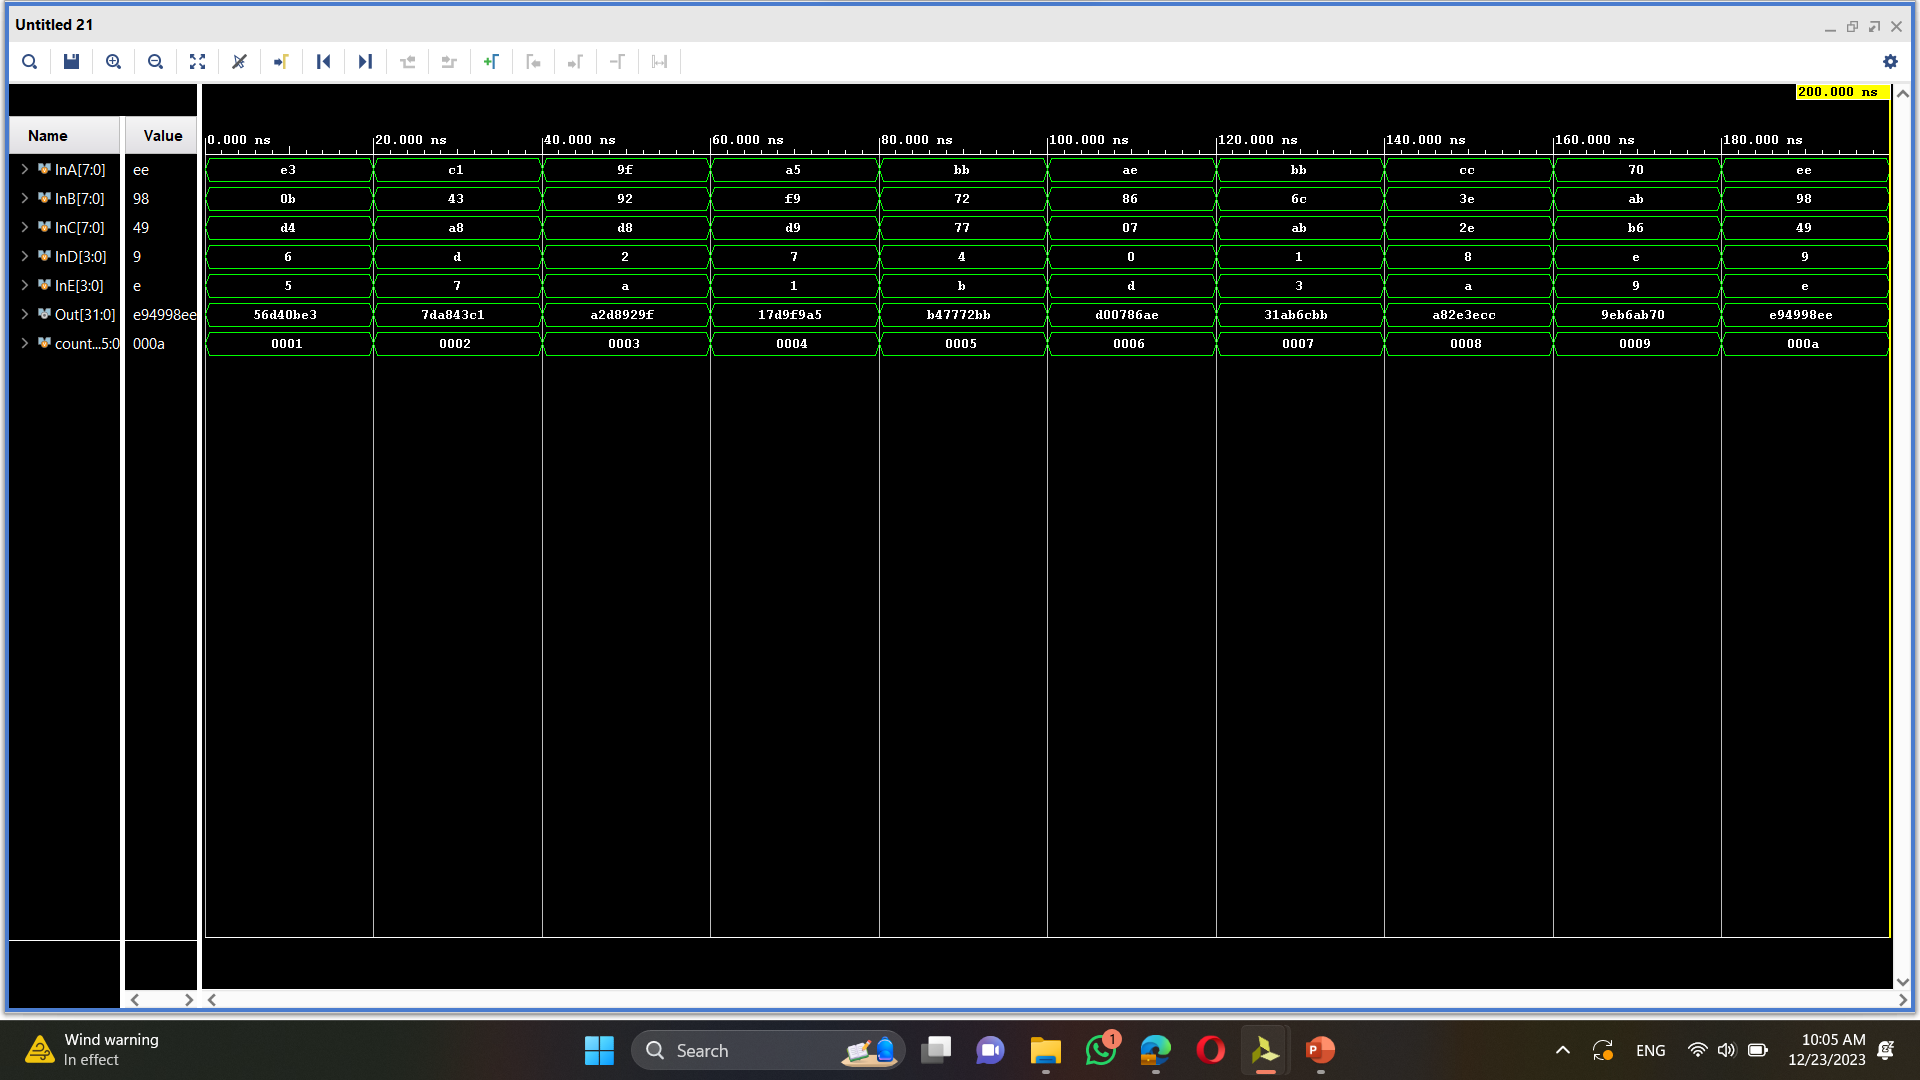 Untitled 21
200.000 ns
Name Value
0.000 ns 20.000 ns 40.000 ns 60.000 ns 80.000 ns 100.000 ns 120.000 ns 140.000 ns 160.000 ns 180.000 ns
InA[7:0] ee e3 c1 9f a5 bb ae bb cc 70 ee
InB[7:0] 98 0b 43 92 f9 72 86 6c 3e ab 98
InC[7:0] 49 d4 a8 d8 d9 77 07 ab 2e b6 49
InD[3:0] 9 6 d 2 7 4 0 1 8 e 9
InE[3:0] e 5 7 a 1 b d 3 a 9 e
Out[31:0] e94998ee 56d40be3 7da843c1 a2d8929f 17d9f9a5 b47772bb d00786ae 31ab6cbb a82e3ecc 9eb6ab70 e94998ee
count...5:0 000a 0001 0002 0003 0004 0005 0006 0007 0008 0009 000a
Wind warning
In effect
Search
1
P
ENG
10:05 AM
12/23/2023